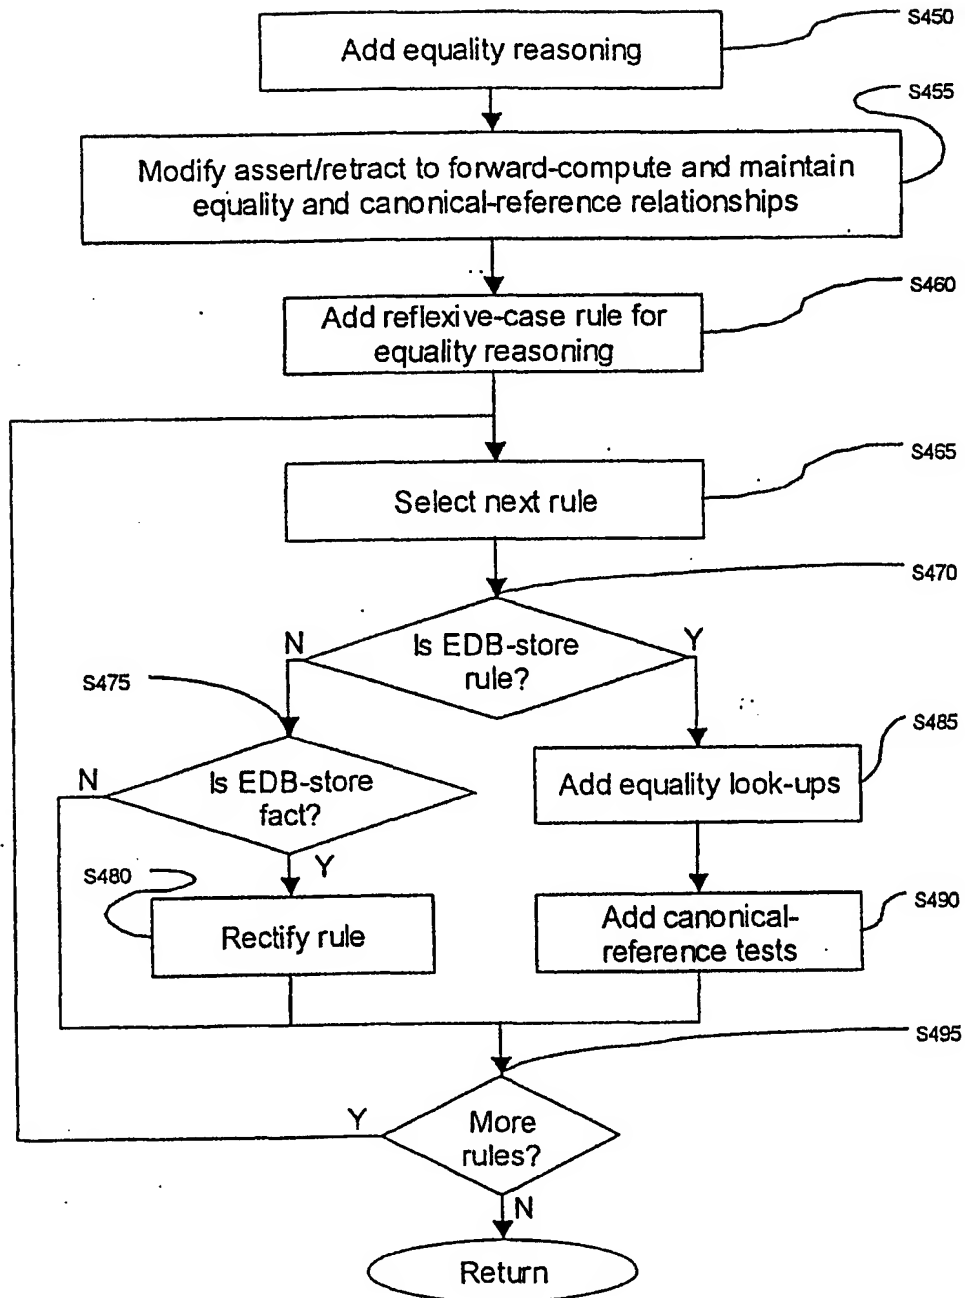 S450
Add equality reasoning
S455
Modify assert/retract to forward-compute and maintain
equality and canonical-reference relationships
S460
Add reflexive-case rule for
equality reasoning
S465
Select next rule
S470
N
Is EDB-store
rule?
Y
S475
S485
N
Is EDB-store
fact?
Y
Add equality look-ups
S480
Rectify rule
S490
Add canonical-
reference tests
S495
Y
More
rules?
N
Return